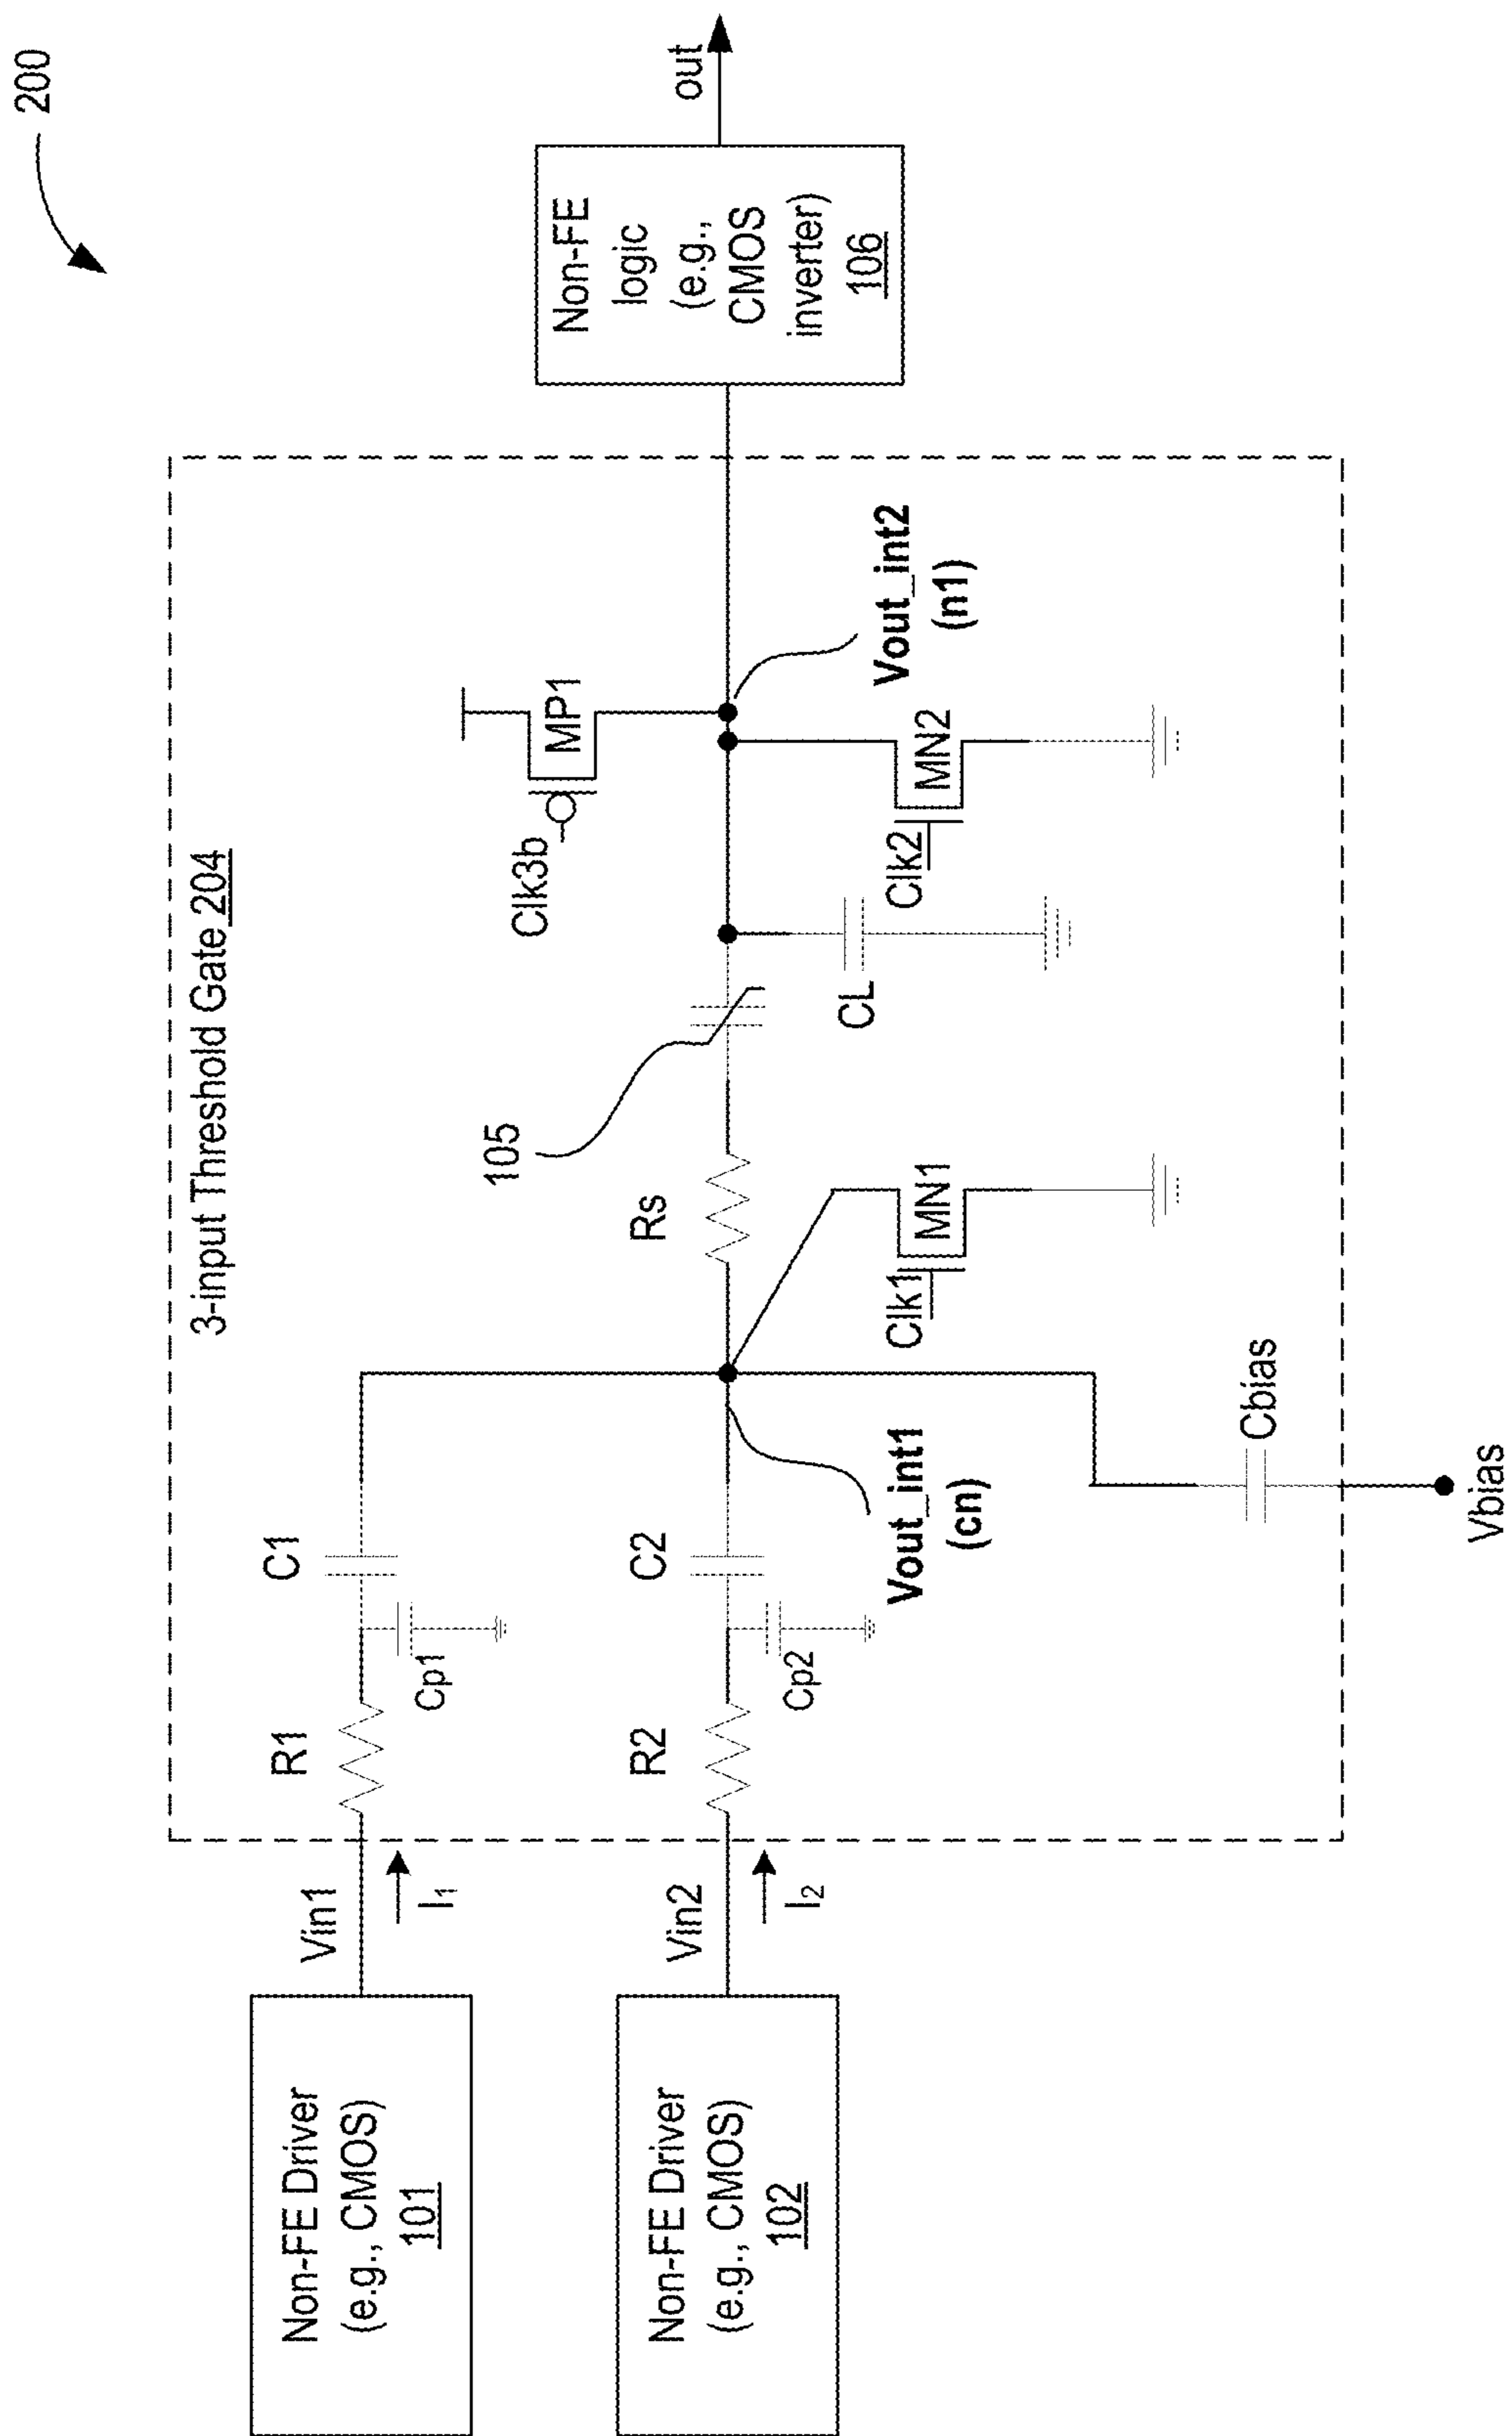 200
3-input Threshold Gate 204
Non-FE Driver
(e.g., CMOS)
101
Vin1
I1
R1
Cp1
C1
Non-FE Driver
(e.g., CMOS)
102
Vin2
I2
R2
Cp2
C2
Vout_int1
(cn)
Cbias
Vbias
Rs
Clk1
MN1
105
CL
Clk3b
MP1
Clk2
MN2
Vout_int2
(n1)
Non-FE
logic
(e.g.,
CMOS
inverter)
106
out